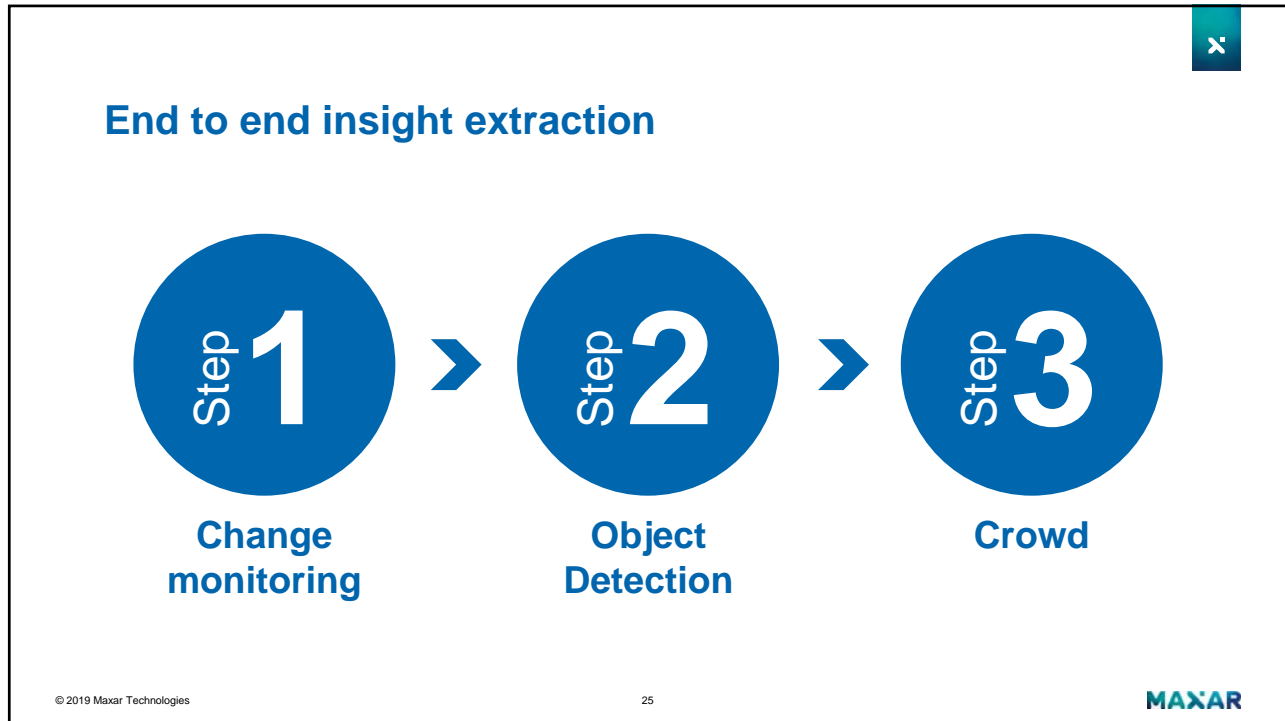 End to end insight extraction
Step 1
Step 2
Step 3
Change
monitoring
Object
Detection
Crowd
© 2019 Maxar Technologies
25
MAXAR